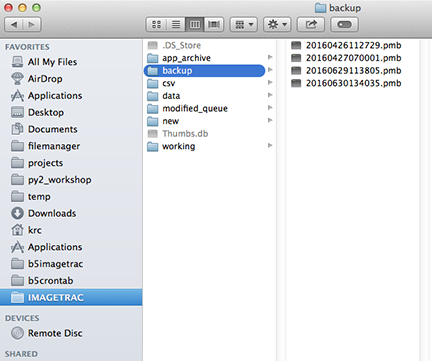 backup
FAVORITES
All My Files
AirDrop
Applications
Desktop
Documents
filemanager
projects
py2_workshop
temp
Downloads
krc
Applications
b5imagetrac
b5crontab
IMAGETRAC
DEVICES
Remote Disc
SHARED
.DS_Store
app_archive
backup
csv
data
modified_queue
new
Thumbs.db
working
20160426112729.pmb
20160427070001.pmb
20160629113805.pmb
20160630134035.pmb